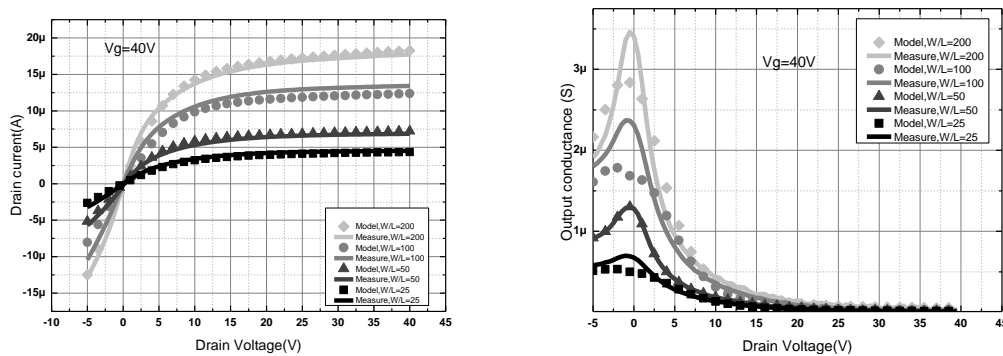 20µ
15µ
10µ
5µ
0
-5µ
-10µ
15µ
-10
-5
0
5
10
15
20
25
30
35
40
45
Drain current(A)
Drain Voltage(V)
Vg=40V
Model,W/L=200
Measure,W/L=200
Model,W/L=100
Measure,W/L=100
Model,W/L=50
Measure,W/L=50
Model,W/L=25
Measure,W/L=25
3µ
2µ
1µ
0
-5
0
5
10
15
20
25
30
35
40
45
Output conductance (S)
Drain Voltage(V)
Vg=40V
Model,W/L=200
Measure,W/L=200
Model,W/L=100
Measure,W/L=100
Model,W/L=50
Measure,W/L=50
Model,W/L=25
Measure,W/L=25